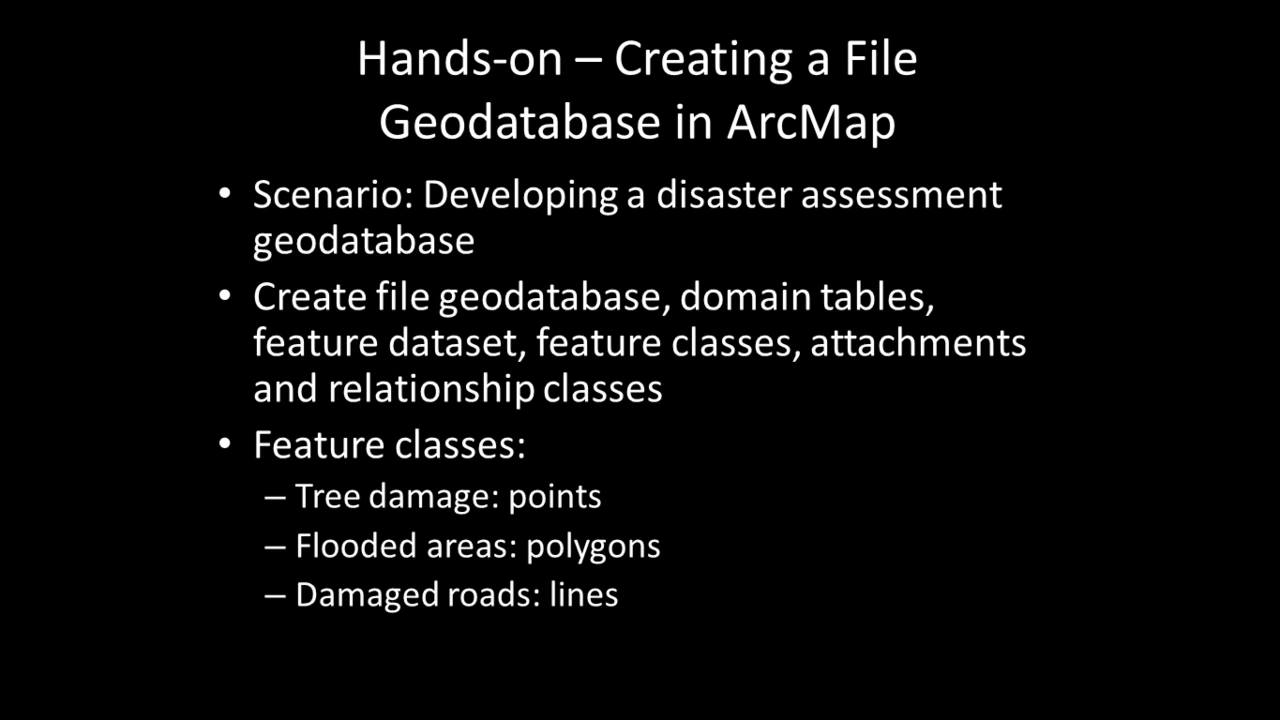 Hands-on – Creating a File
Geodatabase in ArcMap
• Scenario: Developing a disaster assessment
geodatabase
• Create file geodatabase, domain tables,
feature dataset, feature classes, attachments
and relationship classes
• Feature classes:
– Tree damage: points
– Flooded areas: polygons
– Damaged roads: lines